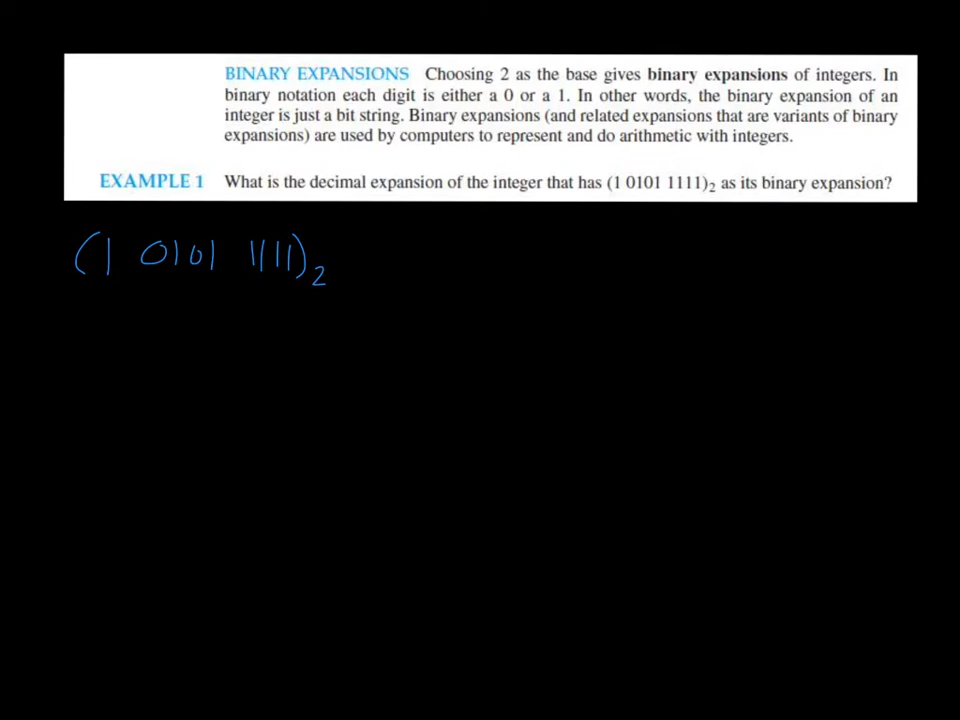 BINARY EXPANSIONS Choosing 2 as the base gives binary expansions of integers. In
binary notation each digit is either a 0 or a 1. In other words, the binary expansion of an
integer is just a bit string. Binary expansions (and related expansions that are variants of binary
expansions) are used by computers to represent and do arithmetic with integers.
EXAMPLE 1 What is the decimal expansion of the integer that has (1 0101 1111)₂ as its binary expansion?
(1 0101 1111)₂